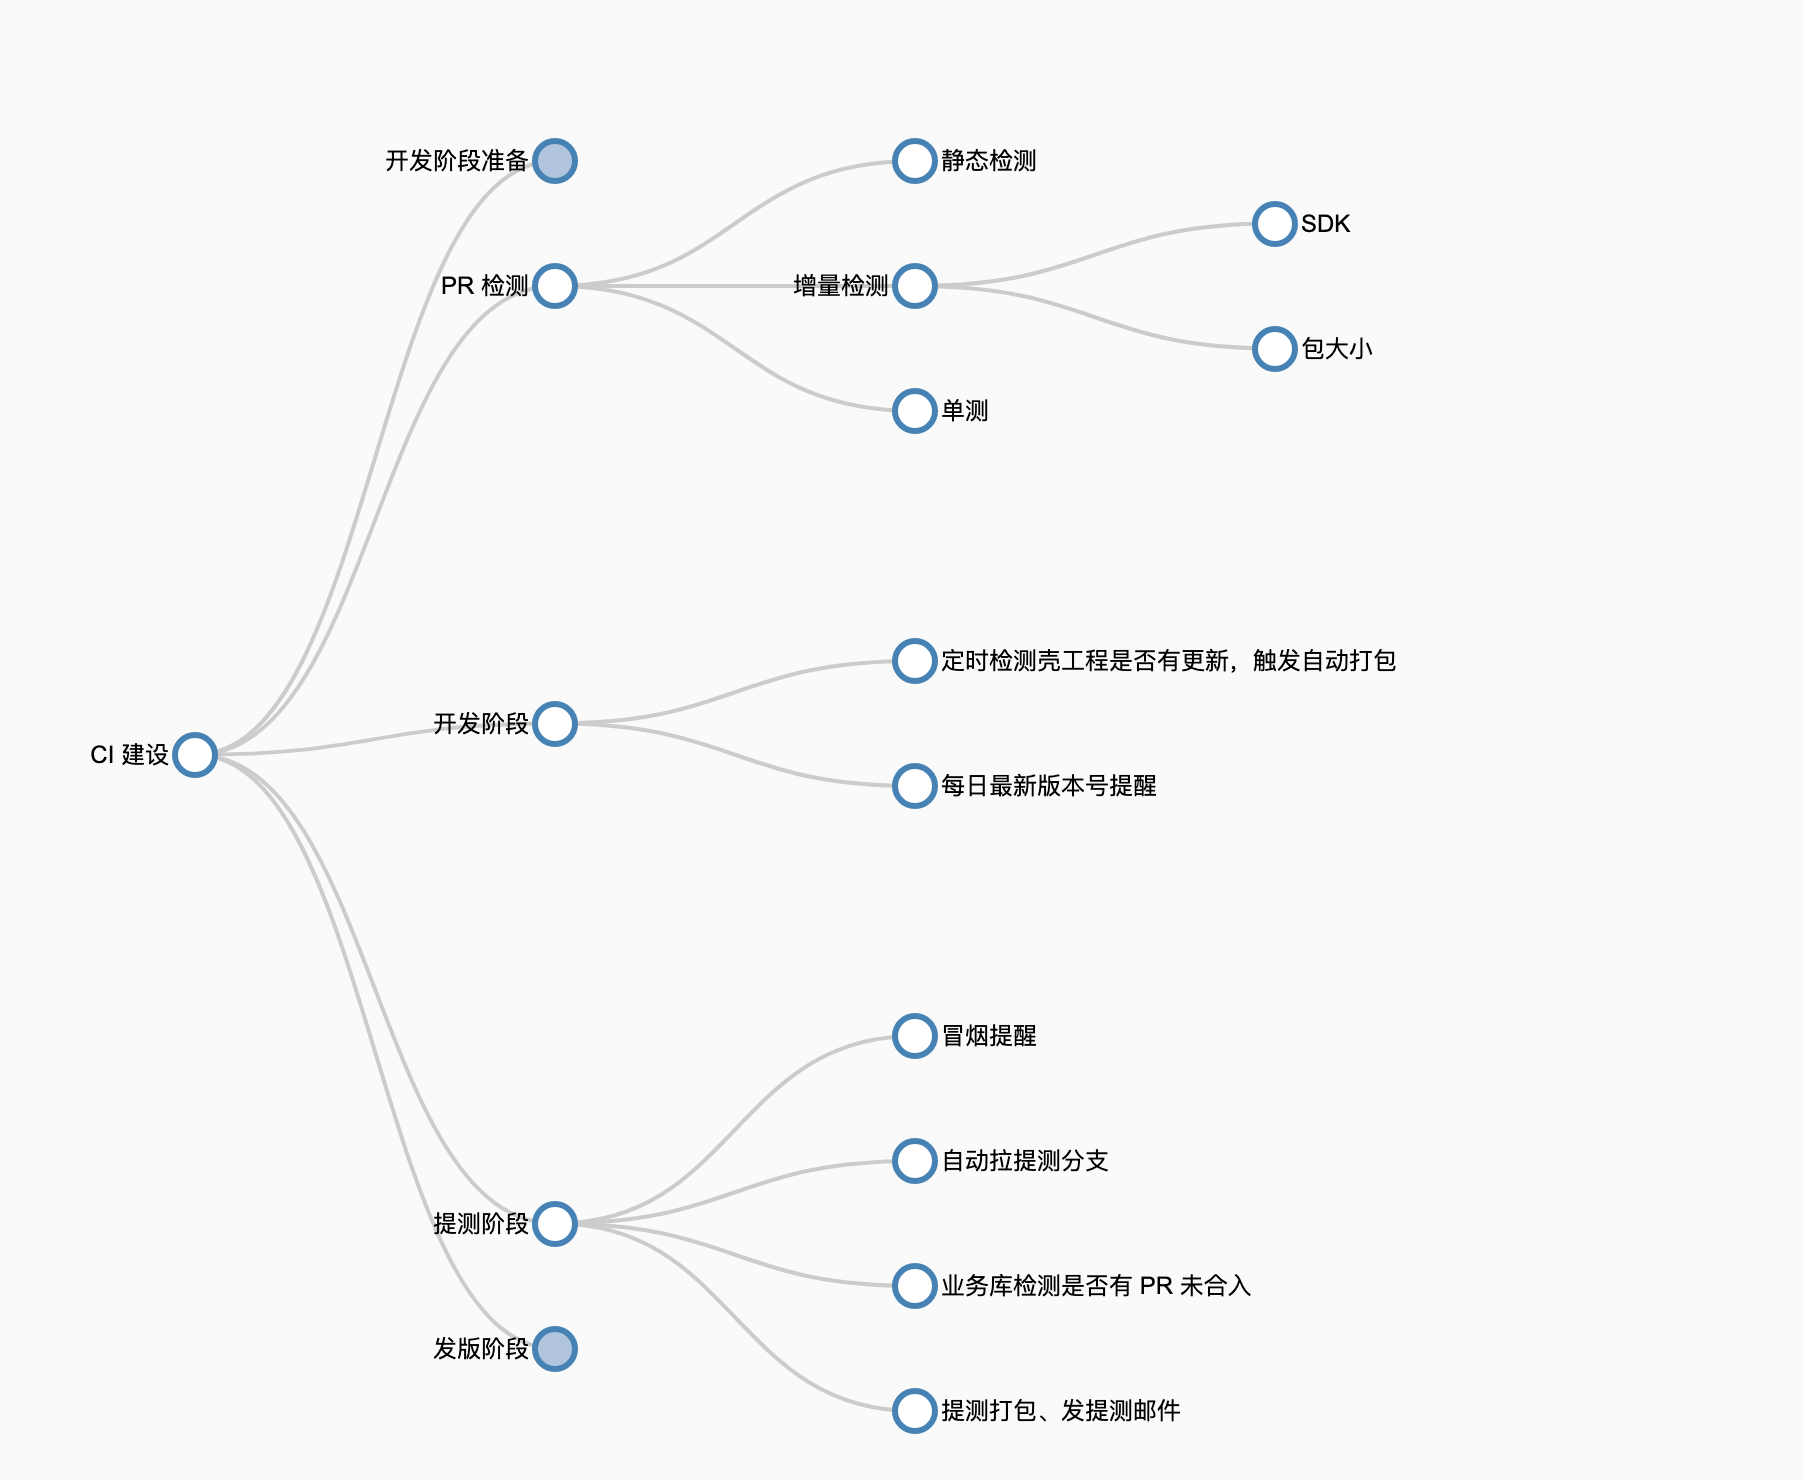 开发阶段准备
静态检测
SDK
PR 检测
增量检测
包大小
单测
定时检测壳工程是否有更新，触发自动打包
开发阶段
CI 建设
每日最新版本号提醒
冒烟提醒
自动拉提测分支
提测阶段
业务库检测是否有 PR 未合入
发版阶段
提测打包、发提测邮件